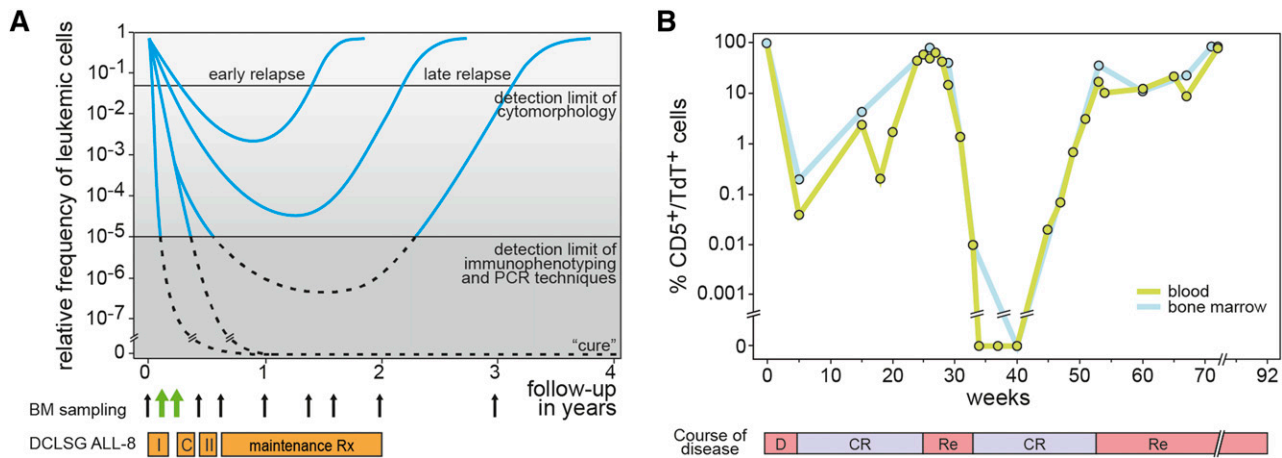 A
relative frequency of leukemic cells
1
10-1
10-2
10-3
10-4
10-5
10-6
10-7
0
early relapse
late relapse
detection limit of
cytomorphology
detection limit of
immunophenotyping
and PCR techniques
"cure"
0 1 2 3 4
follow-up
in years
BM sampling
DCLSG ALL-8
I C II maintenance Rx
B
% CD5+/TdT+ cells
100
10
1
0.1
0.01
0.001
0
blood
bone marrow
0 10 20 30 40 50 60 70 92
weeks
Course of
disease
D CR Re CR Re